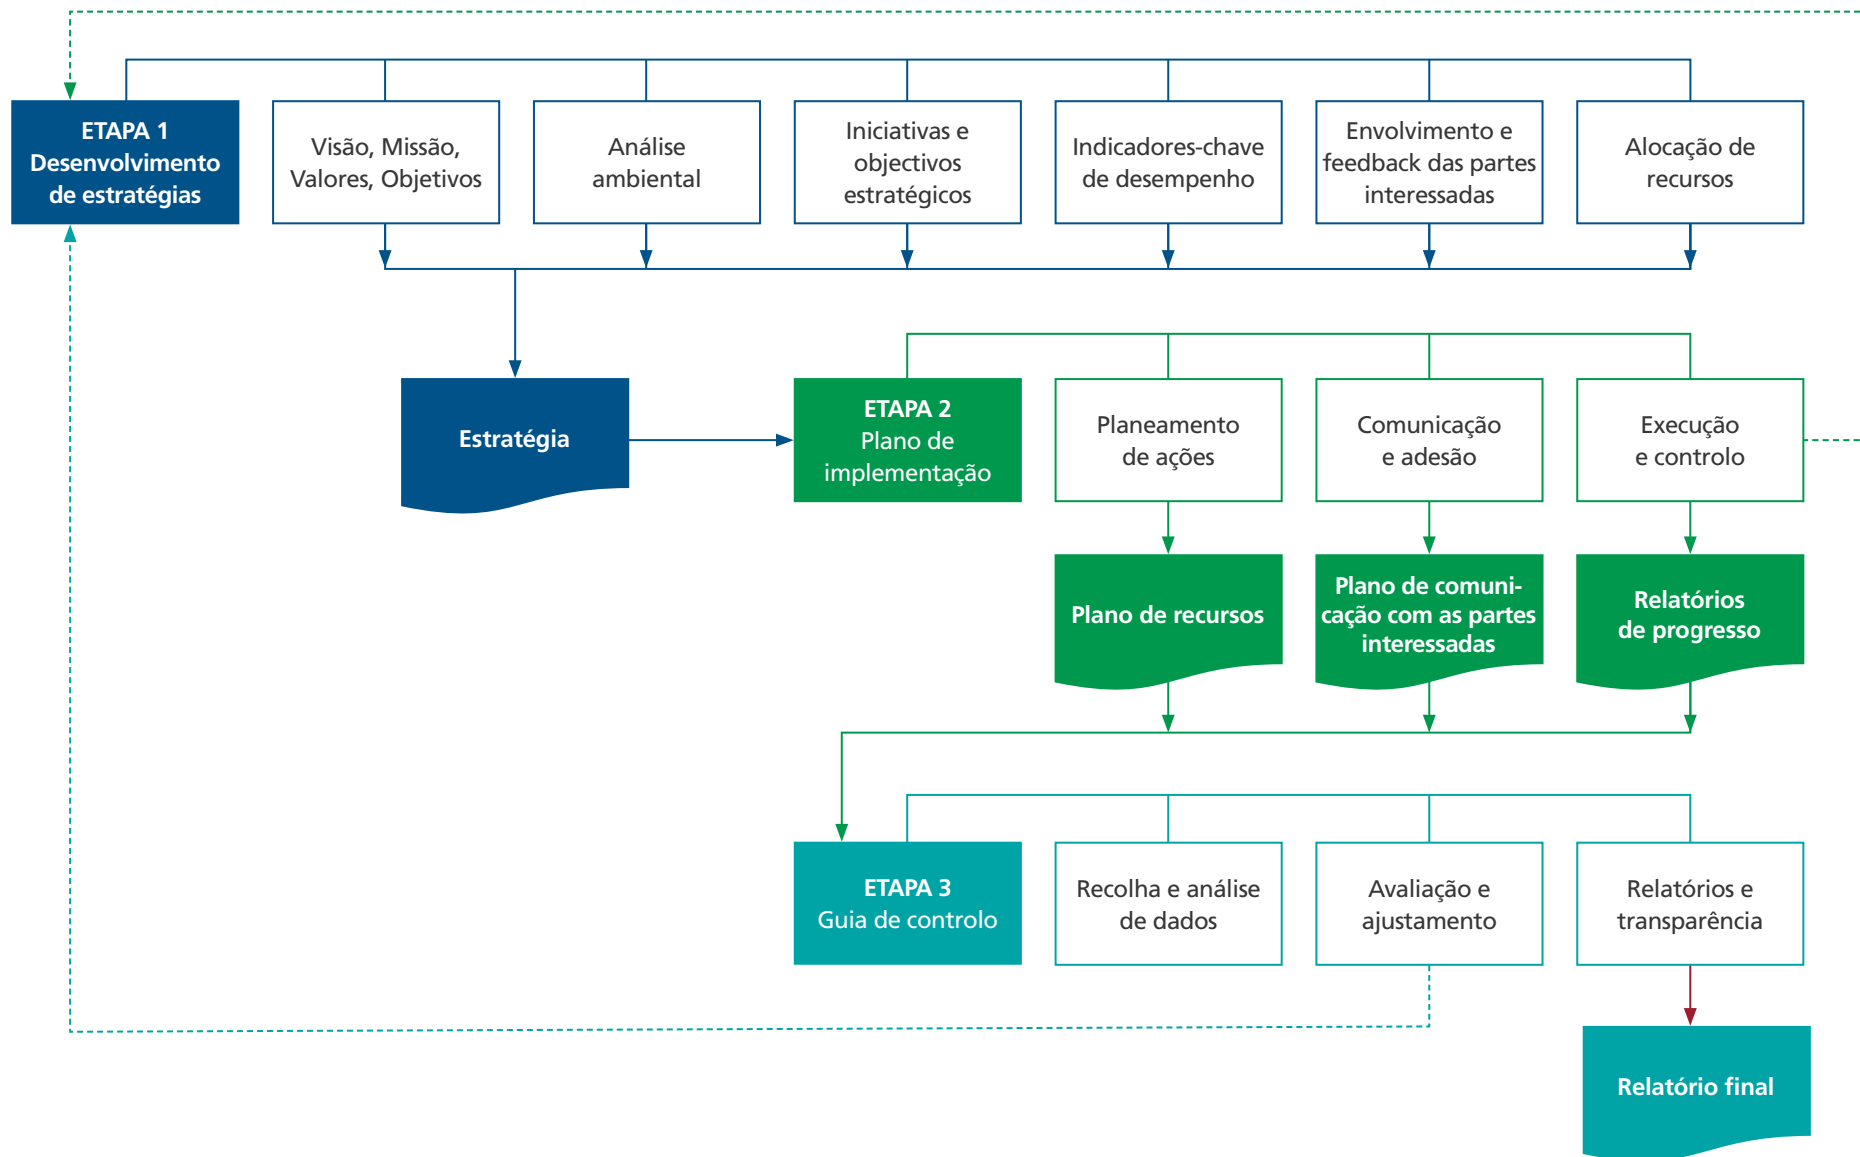 ETAPA 1
Desenvolvimento
de estratégias
Visão, Missão,
Valores, Objetivos
Análise
ambiental
Iniciativas e
objectivos
estratégicos
Indicadores-chave
de desempenho
Envolvimento e
feedback das partes
interessadas
Alocação de
recursos
Estratégia
ETAPA 2
Plano de
implementação
Planeamento
de ações
Comunicação
e adesão
Execução
e controlo
Plano de recursos
Plano de comuni-
cação com as partes
interessadas
Relatórios
de progresso
ETAPA 3
Guia de controlo
Recolha e análise
de dados
Avaliação e
ajustamento
Relatórios e
transparência
Relatório final